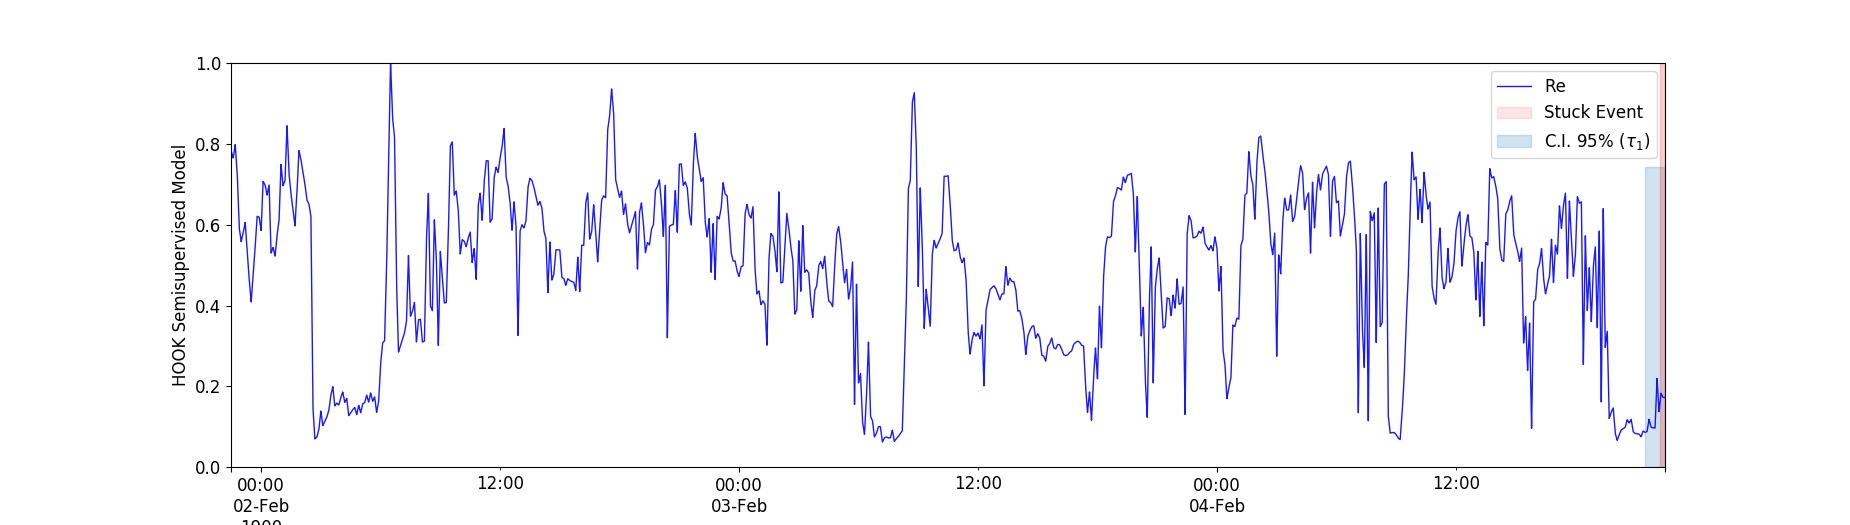 1.0
0.8
0.6
0.4
0.2
0.0
HOOK Semisupervised Model
Re
Stuck Event
C.I. 95% (τ₁)
00:00 12:00 00:00 12:00 00:00 12:00
02-Feb 03-Feb 04-Feb
1900